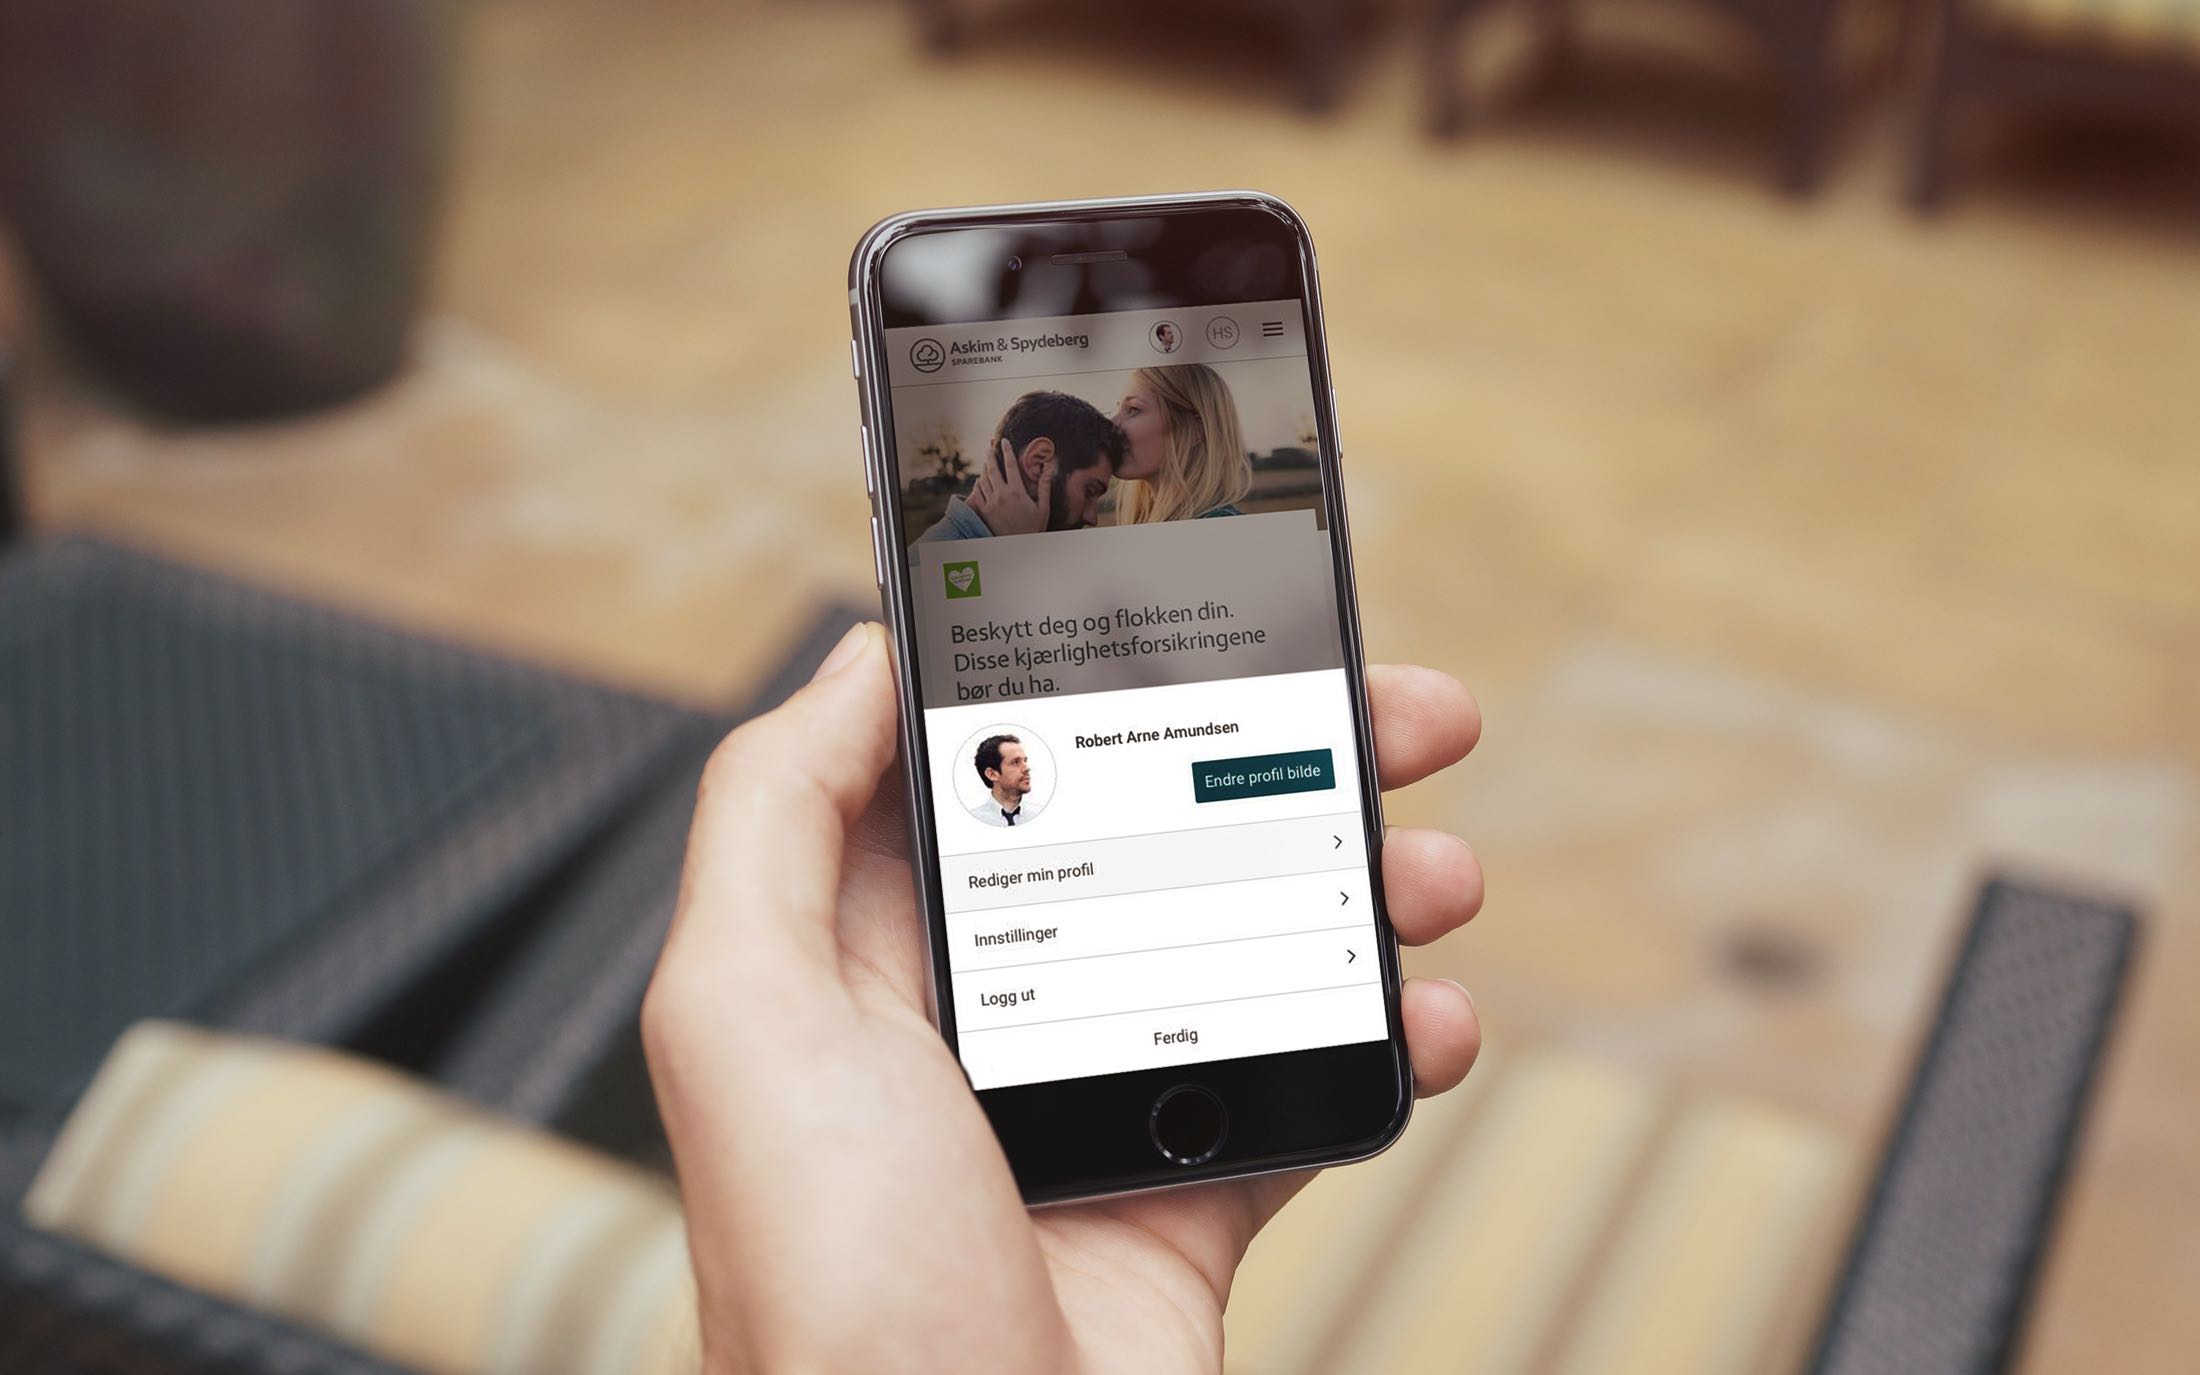 Askim & Spydeberg
SPAREBANK
HS
Beskytt deg og flokken din.
Disse kjærlighetsforsikringene
bør du ha.
Robert Arne Amundsen
Endre profil bilde
Rediger min profil
Innstillinger
Logg ut
Ferdig